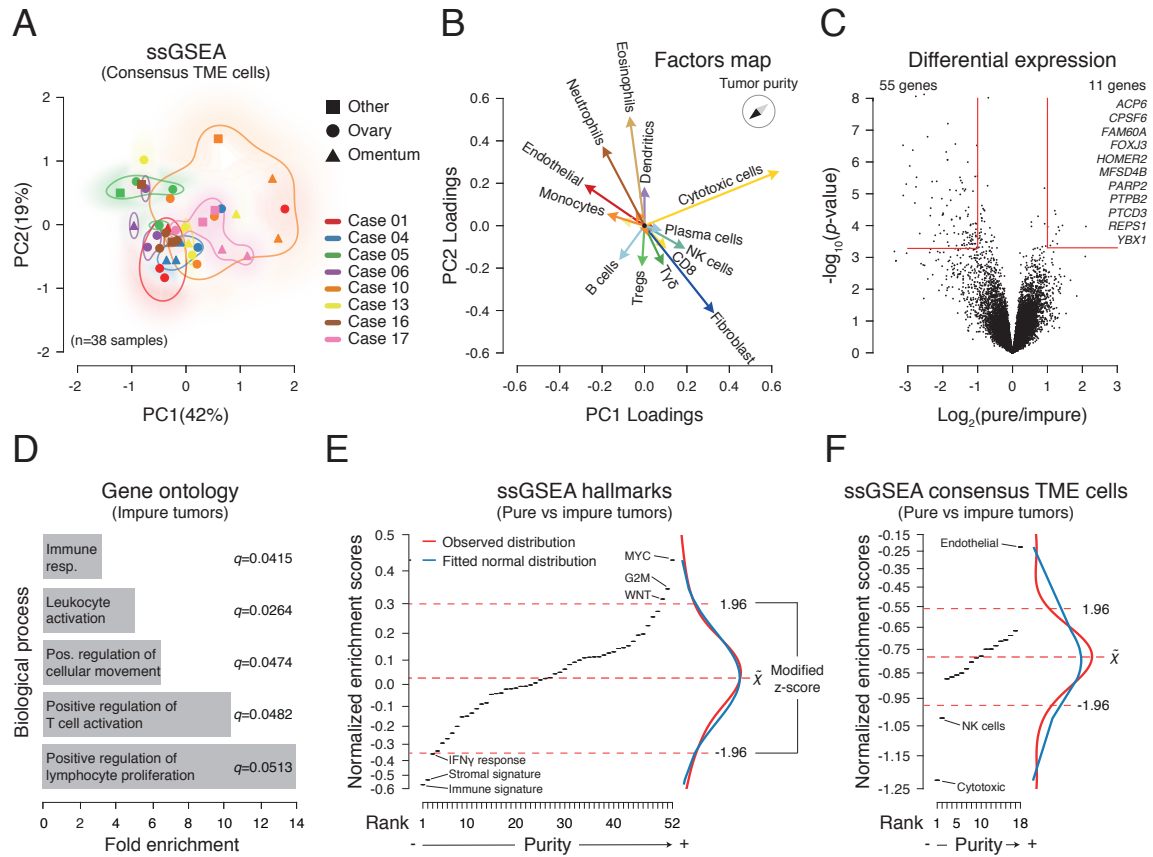 A
ssGSEA
(Consensus TME cells)
2
1
0
-1
-2
PC2(19%)
(n=38 samples)
-2
-1
0
1
2
PC1(42%)
Other
Ovary
Omentum
Case 01
Case 04
Case 05
Case 06
Case 10
Case 13
Case 16
Case 17
B
Factors map
Tumor purity
0.6
0.4
0.2
0.0
-0.2
-0.4
-0.6
PC2 Loadings
Eosinophils
Neutrophils
Dendritics
Endothelial
Cytotoxic cells
Monocytes
Plasma cells
NK cells
CD8
Tγδ
Tregs
B cells
Fibroblast
-0.6
-0.4
-0.2
0.0
0.2
0.4
0.6
PC1 Loadings
C
Differential expression
55 genes
11 genes
8
7
6
5
4
3
2
1
0
-log10(p-value)
ACP6
CPSF6
FAM60A
FOXJ3
HOMER2
MFSD4B
PARP2
PTPB2
PTCD3
REPS1
YBX1
-3
-2
-1
0
1
2
3
Log2(pure/impure)
D
Gene ontology
(Impure tumors)
Biological process
Immune
resp.
q=0.0415
Leukocyte
activation
q=0.0264
Pos. regulation of
cellular movement
q=0.0474
Positive regulation of
T cell activation
q=0.0482
Positive regulation of
lymphocyte proliferation
q=0.0513
0
2
4
6
8
10
12
14
Fold enrichment
E
ssGSEA hallmarks
(Pure vs impure tumors)
Observed distribution
Fitted normal distribution
Normalized enrichment scores
0.5
0.4
0.3
0.2
0.1
0.0
-0.1
-0.2
-0.3
-0.4
-0.5
-0.6
MYC
G2M
WNT
1.96
χ̃
Modified
z-score
-1.96
IFNγ response
Stromal signature
Immune signature
Rank
1
10
20
30
40
52
- Purity +
F
ssGSEA consensus TME cells
(Pure vs impure tumors)
Normalized enrichment scores
-0.15
-0.25
-0.35
-0.45
-0.55
-0.65
-0.75
-0.85
-0.95
-1.05
-1.15
-1.25
Endothelial
1.96
χ̃
-1.96
NK cells
Cytotoxic
Rank
1
5
10
18
- Purity +